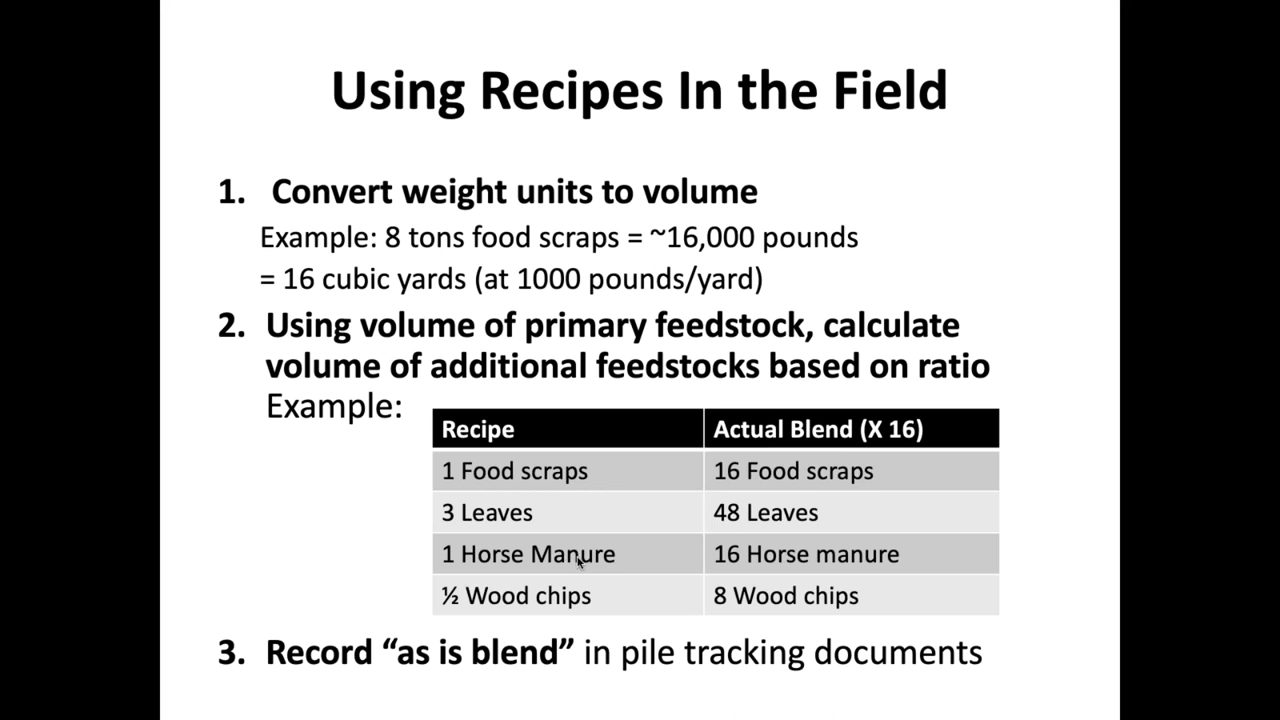 Using Recipes In the Field
1. Convert weight units to volume
Example: 8 tons food scraps = ~16,000 pounds
= 16 cubic yards (at 1000 pounds/yard)
2. Using volume of primary feedstock, calculate
volume of additional feedstocks based on ratio
Example:
Recipe Actual Blend (X 16)
1 Food scraps 16 Food scraps
3 Leaves 48 Leaves
1 Horse Manure 16 Horse manure
½ Wood chips 8 Wood chips
3. Record “as is blend” in pile tracking documents